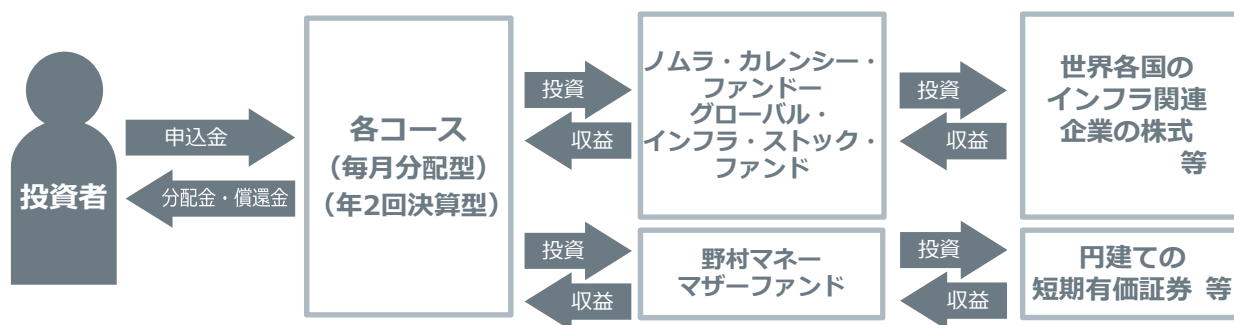 投資者
申込金
分配金・償還金
各コース
（毎月分配型）
（年2回決算型）
投資
収益
ノムラ・カレンシー・
ファンドー
グローバル・
インフラ・ストック・
ファンド
投資
収益
世界各国の
インフラ関連
企業の株式
等
投資
収益
野村マネー
マザーファンド
投資
収益
円建ての
短期有価証券 等